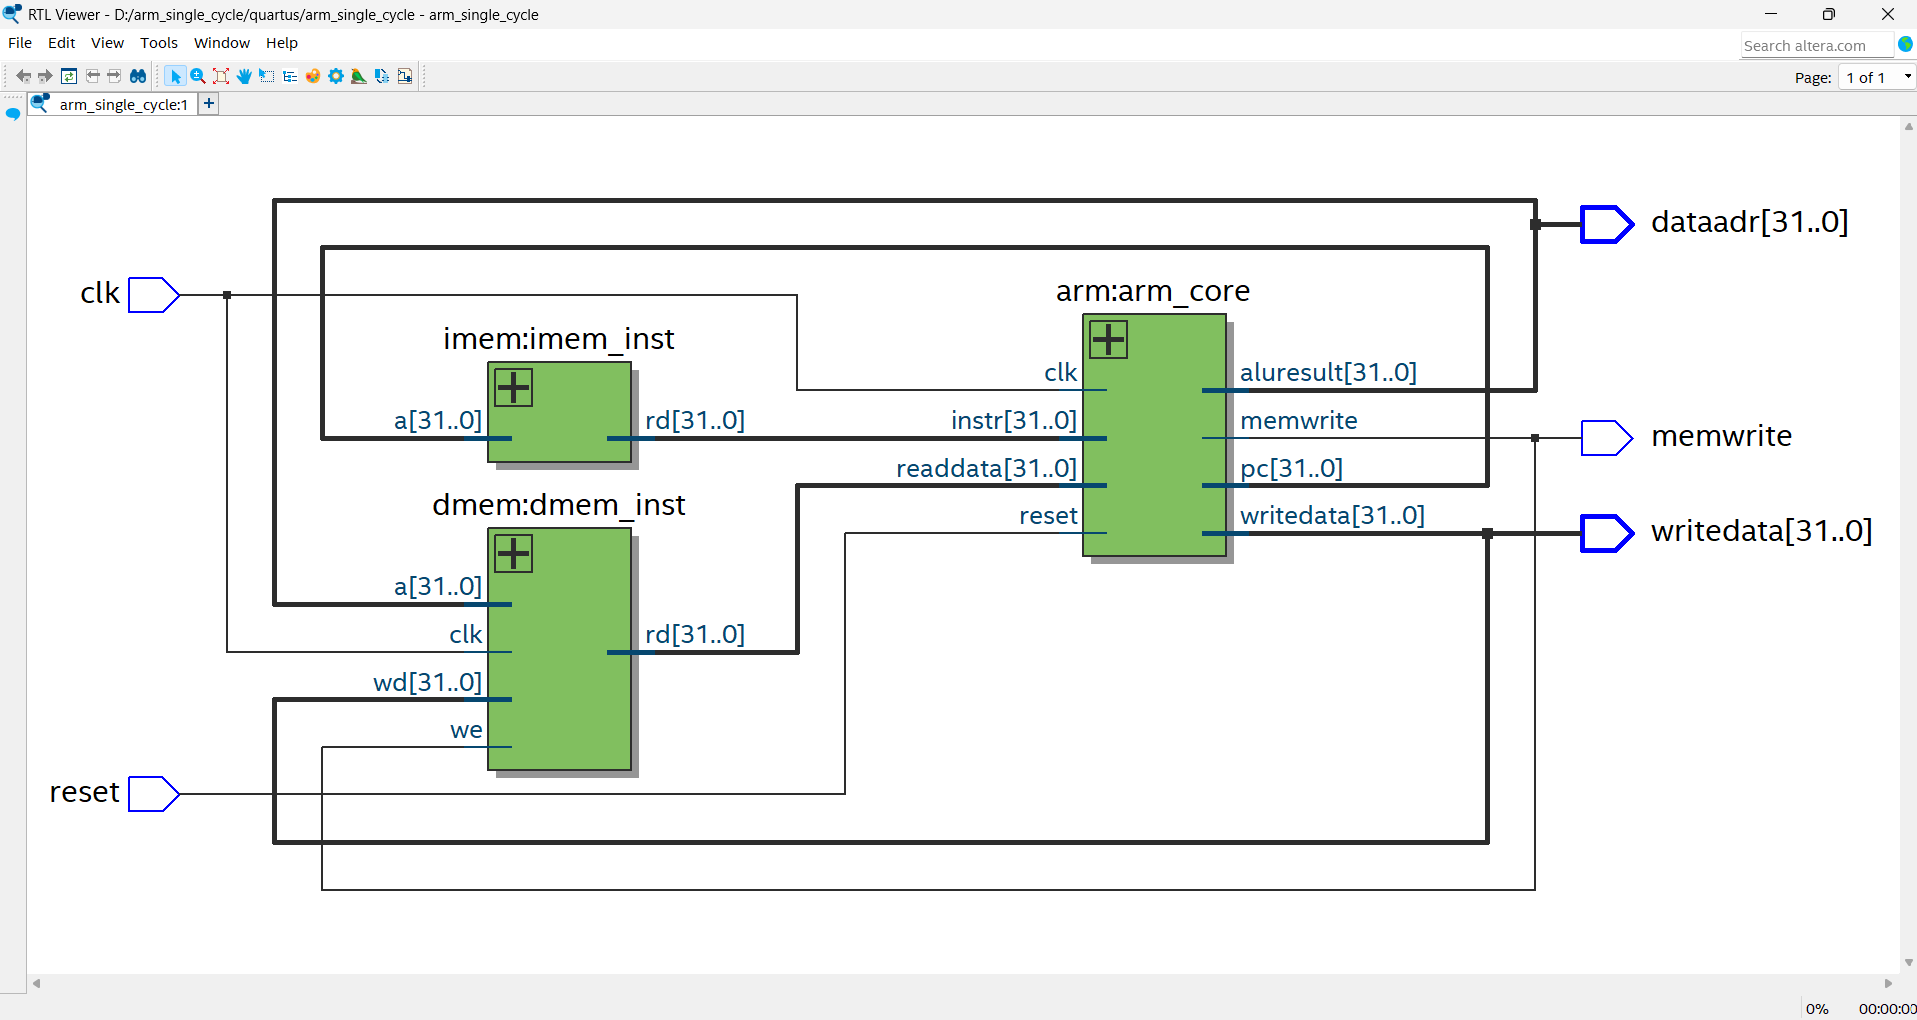 RTL Viewer - D:/arm_single_cycle/quartus/arm_single_cycle - arm_single_cycle
File Edit View Tools Window Help
Search altera.com
Page: 1 of 1
arm_single_cycle:1
dataadr[31..0]
clk
arm:arm_core
imem:imem_inst
clk
aluresult[31..0]
a[31..0]
rd[31..0]
instr[31..0]
memwrite
memwrite
readdata[31..0]
pc[31..0]
dmem:dmem_inst
reset
writedata[31..0]
writedata[31..0]
a[31..0]
clk
rd[31..0]
wd[31..0]
we
reset
0% 00:00:00